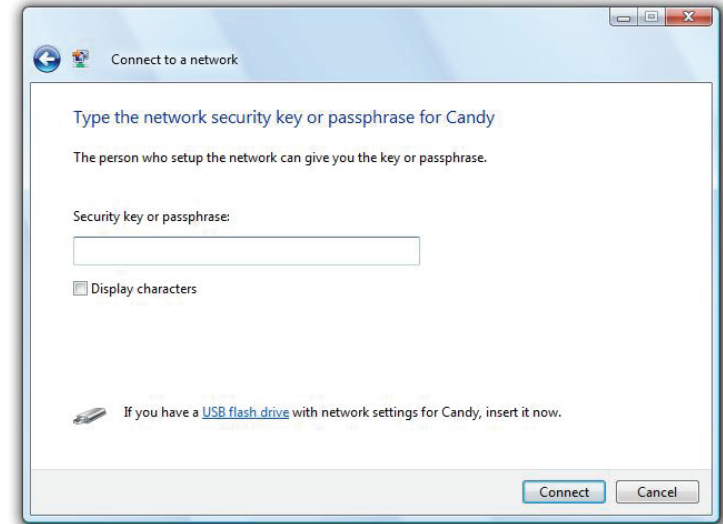 Connect to a network
Type the network security key or passphrase for Candy
The person who setup the network can give you the key or passphrase.
Security key or passphrase:
Display characters
If you have a USB flash drive with network settings for Candy, insert it now.
Connect Cancel